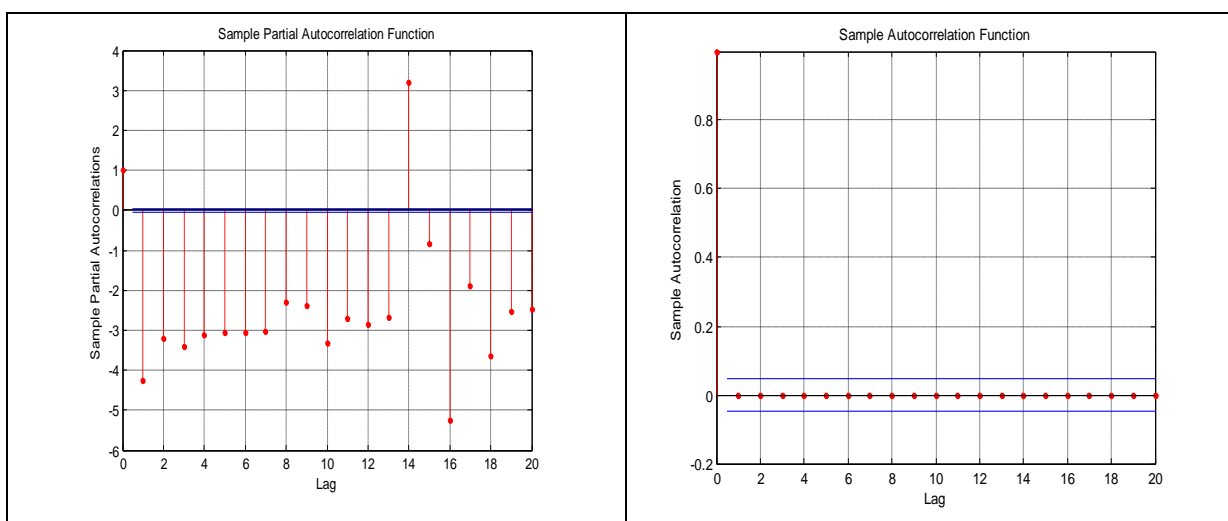 Sample Partial Autocorrelation Function
4
3
2
1
0
-1
-2
-3
-4
-5
-6
Sample Partial Autocorrelations
0 2 4 6 8 10 12 14 16 18 20
Lag
Sample Autocorrelation Function
0.8
0.6
0.4
0.2
0
-0.2
Sample Autocorrelation
0 2 4 6 8 10 12 14 16 18 20
Lag